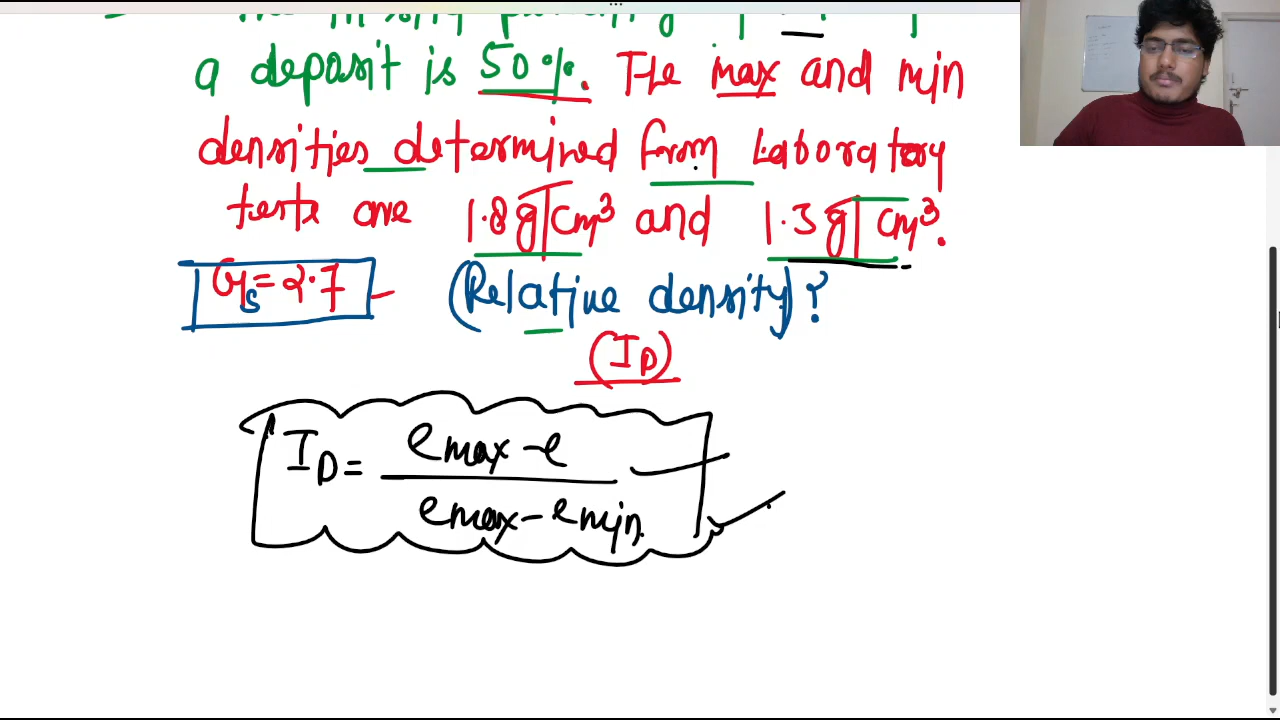 a deposit is 50%. The max and min
densities determined from Laboratory
tests are 1.8 g/cm³ and 1.3 g/cm³.
Gs = 2.7 (Relative density)?
(ID)
ID = emax - e
emax - emin.